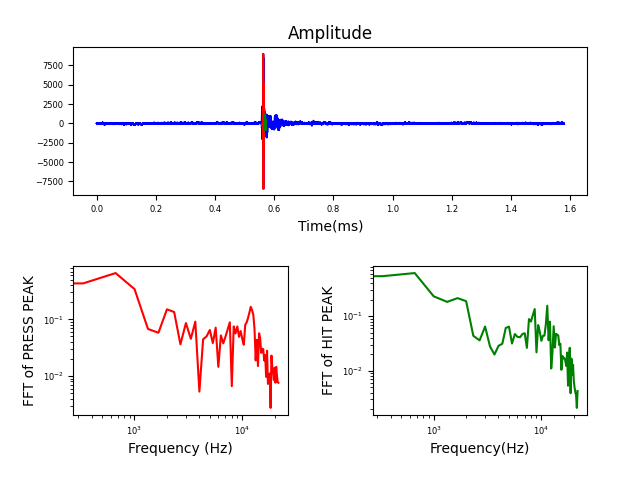 Amplitude
7500
5000
2500
0
−2500
−5000
−7500
0.0 0.2 0.4 0.6 0.8 1.0 1.2 1.4 1.6
Time(ms)
FFT of PRESS PEAK
10⁻¹
10⁻²
10³ 10⁴
Frequency (Hz)
FFT of HIT PEAK
10⁻¹
10⁻²
10³ 10⁴
Frequency(Hz)